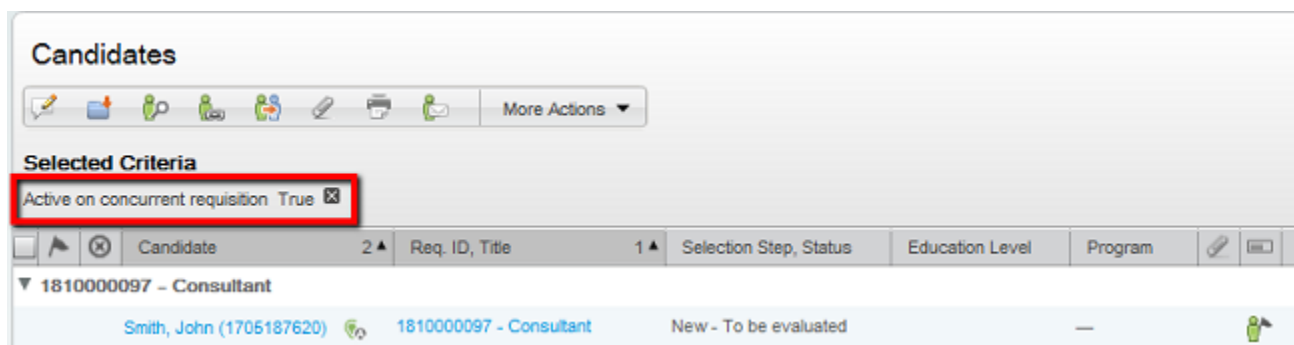 Candidates
More Actions
Selected Criteria
Active on concurrent requisition True
Candidate 2 Req. ID, Title 1 Selection Step, Status Education Level Program
1810000097 - Consultant
Smith, John (1705187620) 1810000097 - Consultant New - To be evaluated —